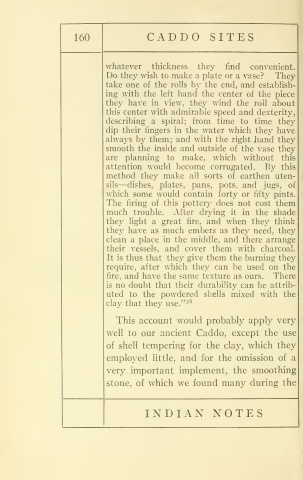 160
CADDO SITES
whatever thickness they find convenient.
Do they wish to make a plate or a vase? They
take one of the rolls by the end, and establish-
ing with the left hand the center of the piece
they have in view, they wind the roll about
this center with admirable speed and dexterity,
describing a spiral; from time to time they
dip their fingers in the water which they have
always by them; and with the right hand they
smooth the inside and outside of the vase they
are planning to make, which without this
attention would become corrugated. By this
method they make all sorts of earthen uten-
sils—dishes, plates, pans, pots, and jugs, of
which some would contain forty or fifty pints.
The firing of this pottery does not cost them
much trouble. After drying it in the shade
they light a great fire, and when they think
they have as much embers as they need, they
clean a place in the middle, and there arrange
their vessels, and cover them with charcoal.
It is thus that they give them the burning they
require, after which they can be used on the
fire, and have the same texture as ours. There
is no doubt that their durability can be attrib-
uted to the powdered shells mixed with the
clay that they use."
This account would probably apply very
well to our ancient Caddo, except the use
of shell tempering for the clay, which they
employed little, and for the omission of a
very important implement, the smoothing
stone, of which we found many during the
INDIAN NOTES